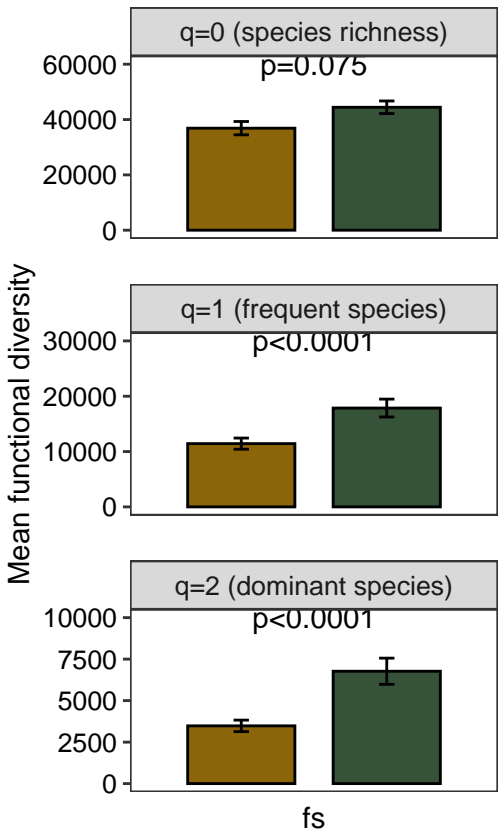 Mean functional diversity
q=0 (species richness)
p=0.075
60000
40000
20000
0
q=1 (frequent species)
p<0.0001
30000
20000
10000
0
q=2 (dominant species)
p<0.0001
10000
7500
5000
2500
0
fs